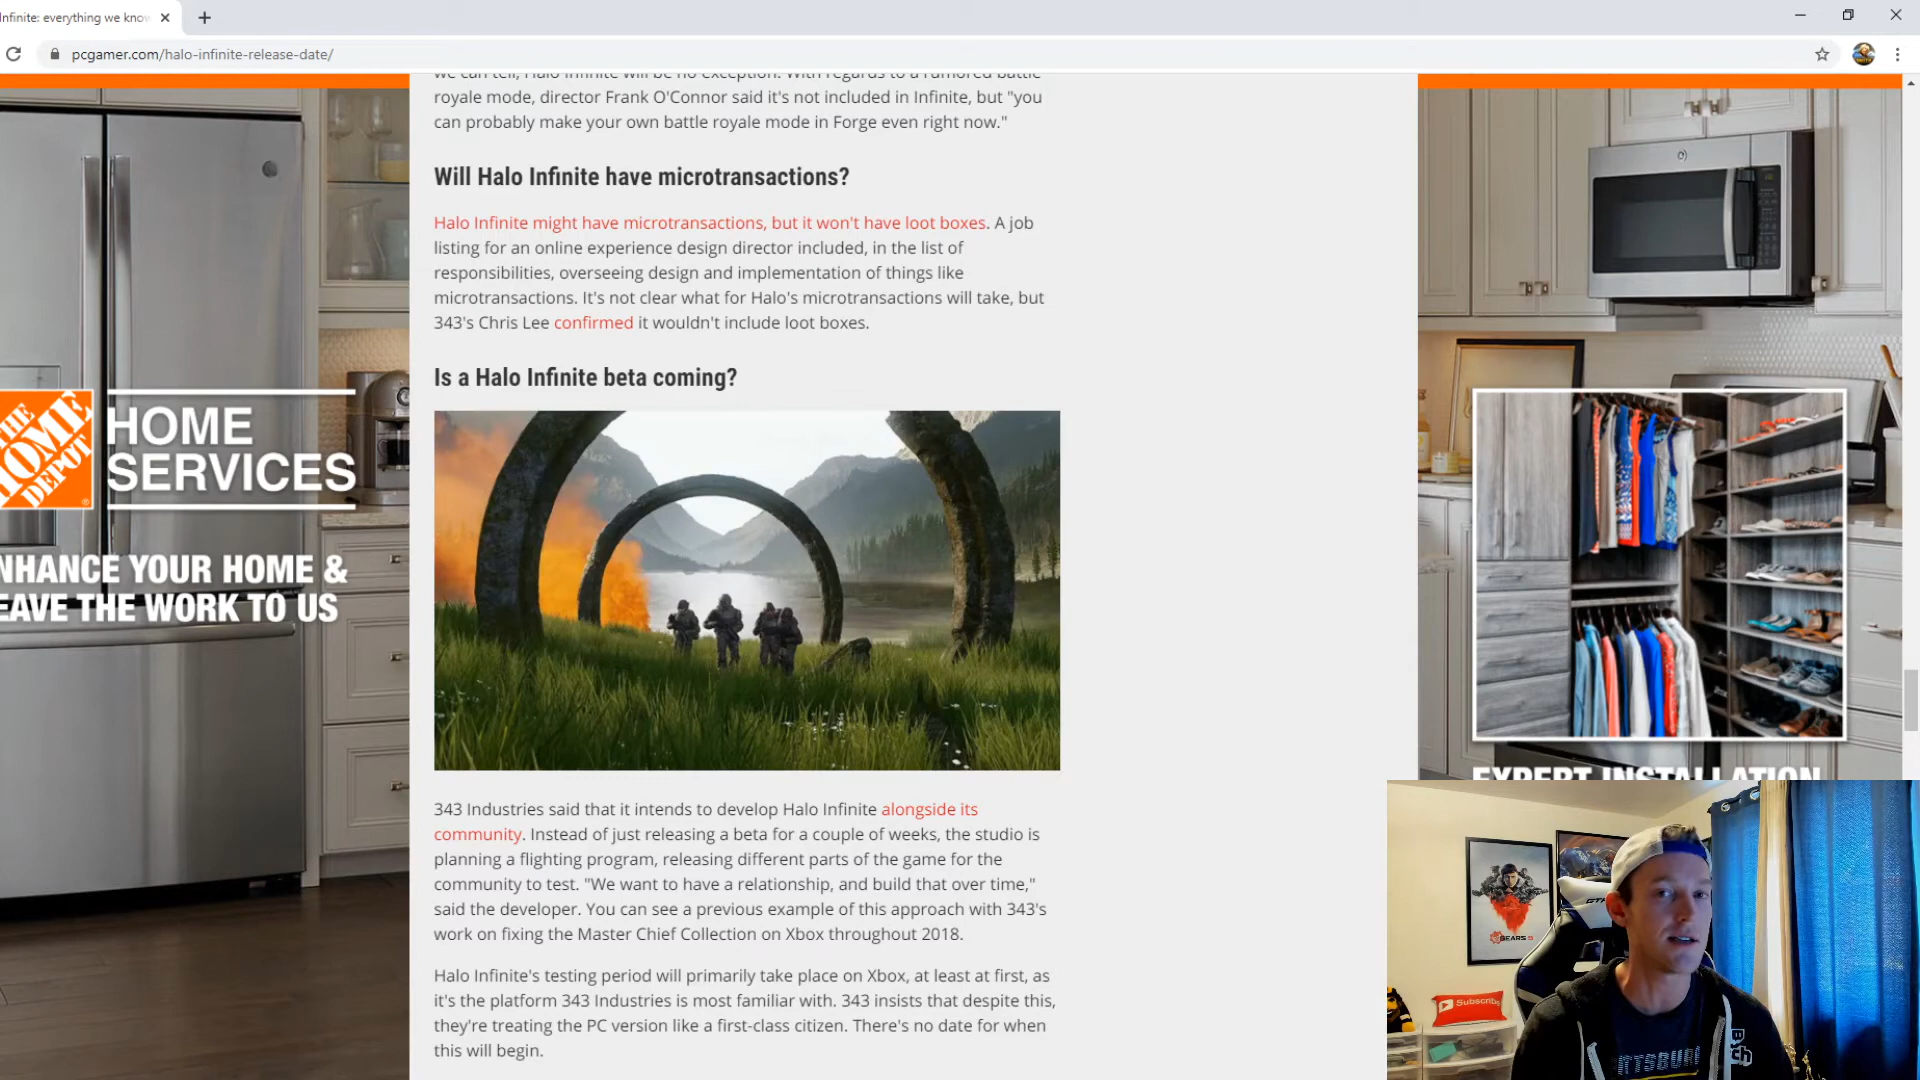 Infinite: everything we know
pcgamer.com/halo-infinite-release-date/
we can tell, Halo Infinite will be no exception. With regards to a rumored battle
royale mode, director Frank O'Connor said it's not included in Infinite, but "you
can probably make your own battle royale mode in Forge even right now."
Will Halo Infinite have microtransactions?
Halo Infinite might have microtransactions, but it won't have loot boxes. A job
listing for an online experience design director included, in the list of
responsibilities, overseeing design and implementation of things like
microtransactions. It's not clear what for Halo's microtransactions will take, but
343's Chris Lee confirmed it wouldn't include loot boxes.
Is a Halo Infinite beta coming?
343 Industries said that it intends to develop Halo Infinite alongside its
community. Instead of just releasing a beta for a couple of weeks, the studio is
planning a flighting program, releasing different parts of the game for the
community to test. "We want to have a relationship, and build that over time,"
said the developer. You can see a previous example of this approach with 343's
work on fixing the Master Chief Collection on Xbox throughout 2018.
Halo Infinite's testing period will primarily take place on Xbox, at least at first, as
it's the platform 343 Industries is most familiar with. 343 insists that despite this,
they're treating the PC version like a first-class citizen. There's no date for when
this will begin.
THE
HOME
DEPOT
HOME
SERVICES
NHANCE YOUR HOME &
EAVE THE WORK TO US
EXPERT INSTALLATION
GEARS 5
Subscribe